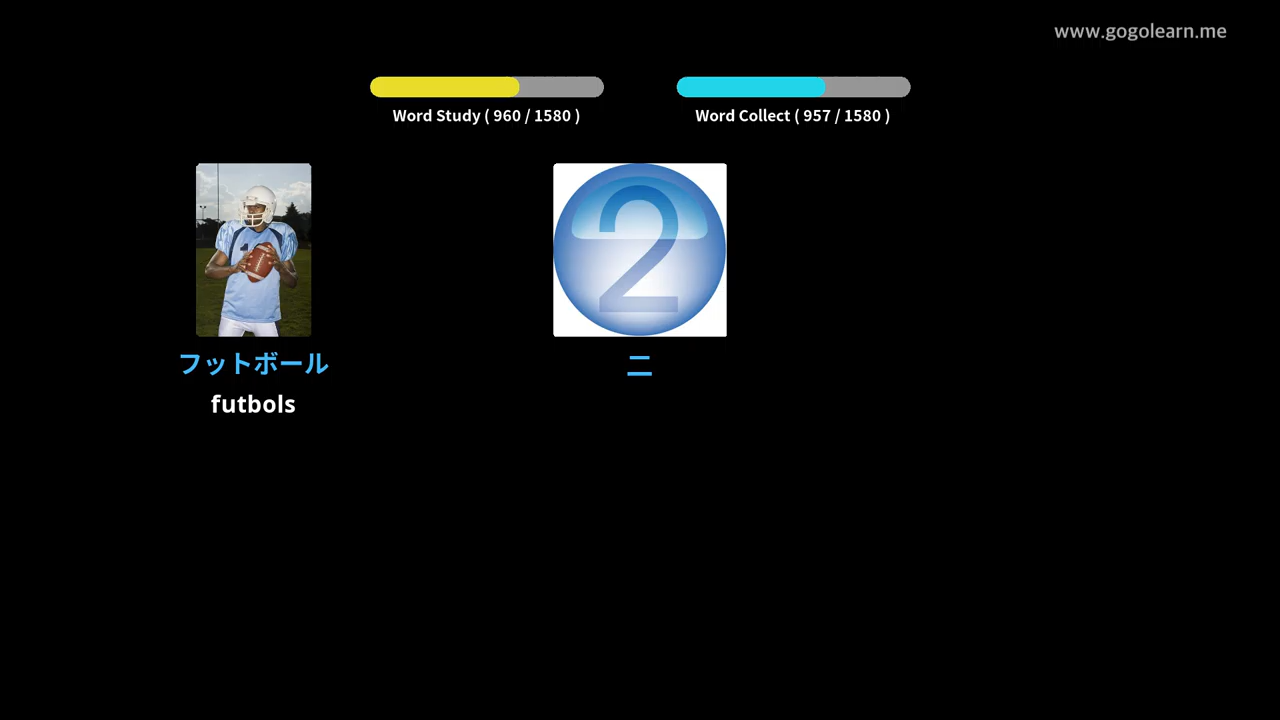 www.gogolearn.me
Word Study ( 960 / 1580 )
Word Collect ( 957 / 1580 )
2
フットボール
二
futbols